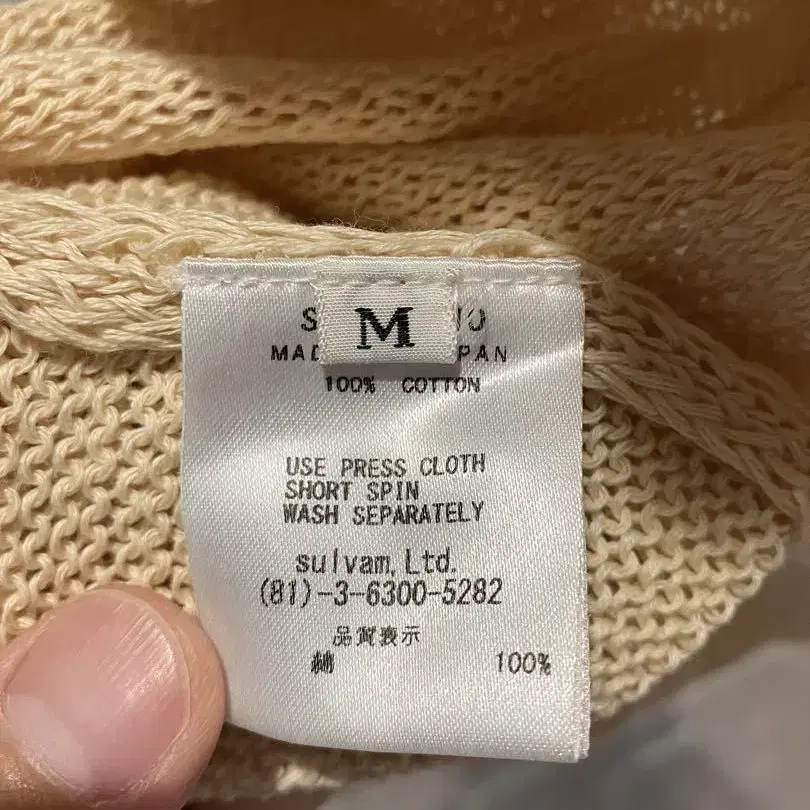 M
100% COTTON
USE PRESS CLOTH
SHORT SPIN
WASH SEPARATELY
sulvam,Ltd.
(81)-3-6300-5282
品質表示
綿 100%